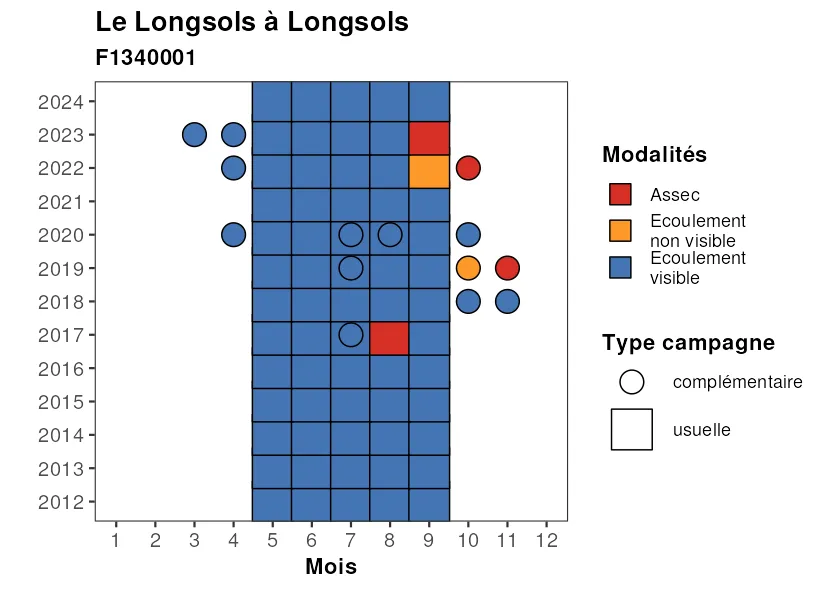 Le Longsols à Longsols
F1340001
2024
2023
2022
2021
2020
2019
2018
2017
2016
2015
2014
2013
2012
1 2 3 4 5 6 7 8 9 10 11 12
Mois
Modalités
Assec
Ecoulement
non visible
Ecoulement
visible
Type campagne
complémentaire
usuelle